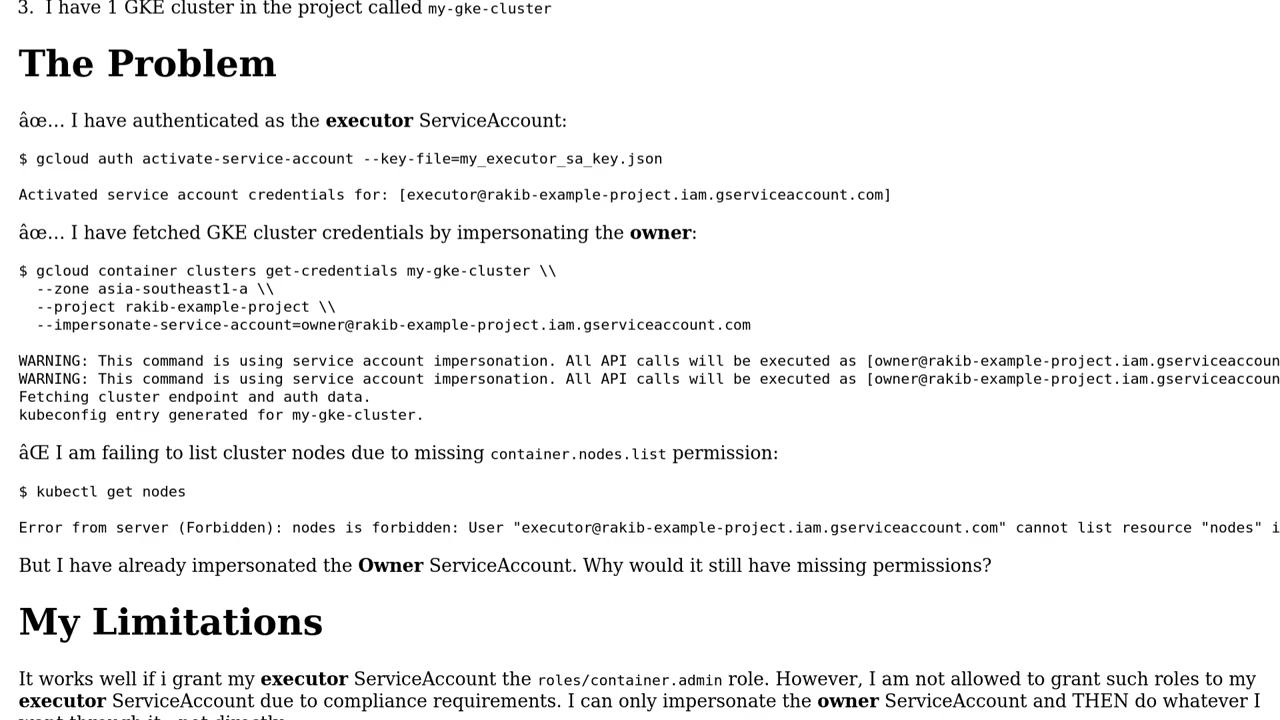 3. I have 1 GKE cluster in the project called my-gke-cluster
The Problem
âœ… I have authenticated as the executor ServiceAccount:
$ gcloud auth activate-service-account --key-file=my_executor_sa_key.json
Activated service account credentials for: [executor@rakib-example-project.iam.gserviceaccount.com]
âœ… I have fetched GKE cluster credentials by impersonating the owner:
$ gcloud container clusters get-credentials my-gke-cluster \\
--zone asia-southeast1-a \\
--project rakib-example-project \\
--impersonate-service-account=owner@rakib-example-project.iam.gserviceaccount.com
WARNING: This command is using service account impersonation. All API calls will be executed as [owner@rakib-example-project.iam.gserviceaccoun
WARNING: This command is using service account impersonation. All API calls will be executed as [owner@rakib-example-project.iam.gserviceaccoun
Fetching cluster endpoint and auth data.
kubeconfig entry generated for my-gke-cluster.
âŒ I am failing to list cluster nodes due to missing container.nodes.list permission:
$ kubectl get nodes
Error from server (Forbidden): nodes is forbidden: User "executor@rakib-example-project.iam.gserviceaccount.com" cannot list resource "nodes" i
But I have already impersonated the Owner ServiceAccount. Why would it still have missing permissions?
My Limitations
It works well if i grant my executor ServiceAccount the roles/container.admin role. However, I am not allowed to grant such roles to my
executor ServiceAccount due to compliance requirements. I can only impersonate the owner ServiceAccount and THEN do whatever I